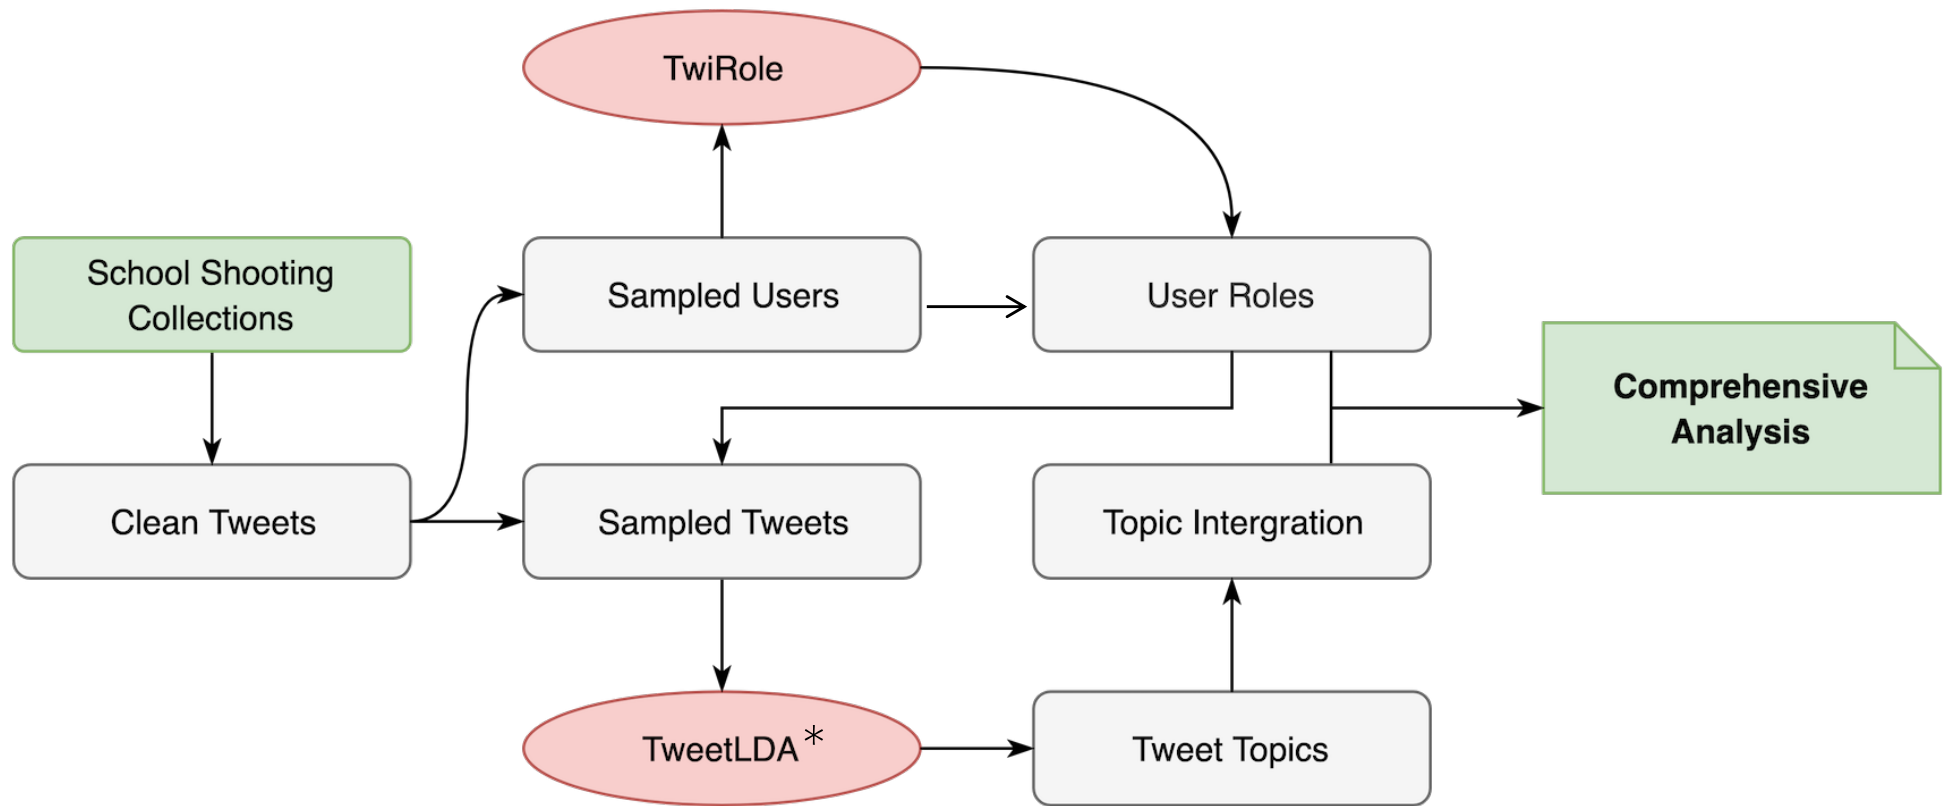 TwiRole
School Shooting
Collections
Sampled Users
User Roles
Comprehensive
Analysis
Clean Tweets
Sampled Tweets
Topic Intergration
TweetLDA*
Tweet Topics